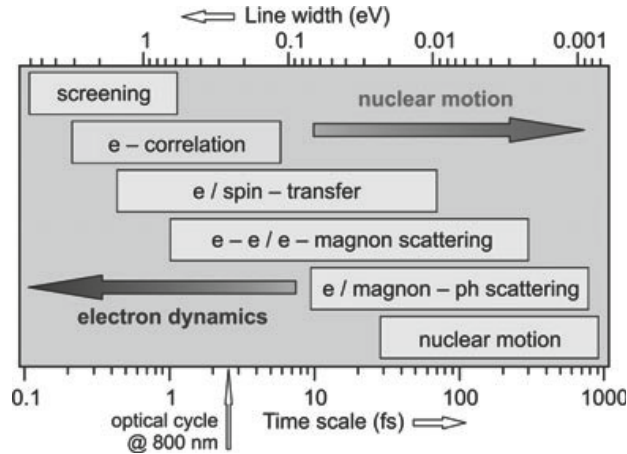 Line width (eV)
1 0.1 0.01 0.001
screening
nuclear motion
e – correlation
e / spin – transfer
e – e / e – magnon scattering
e / magnon – ph scattering
electron dynamics
nuclear motion
0.1 1 10 100 1000
optical cycle
@ 800 nm
Time scale (fs)